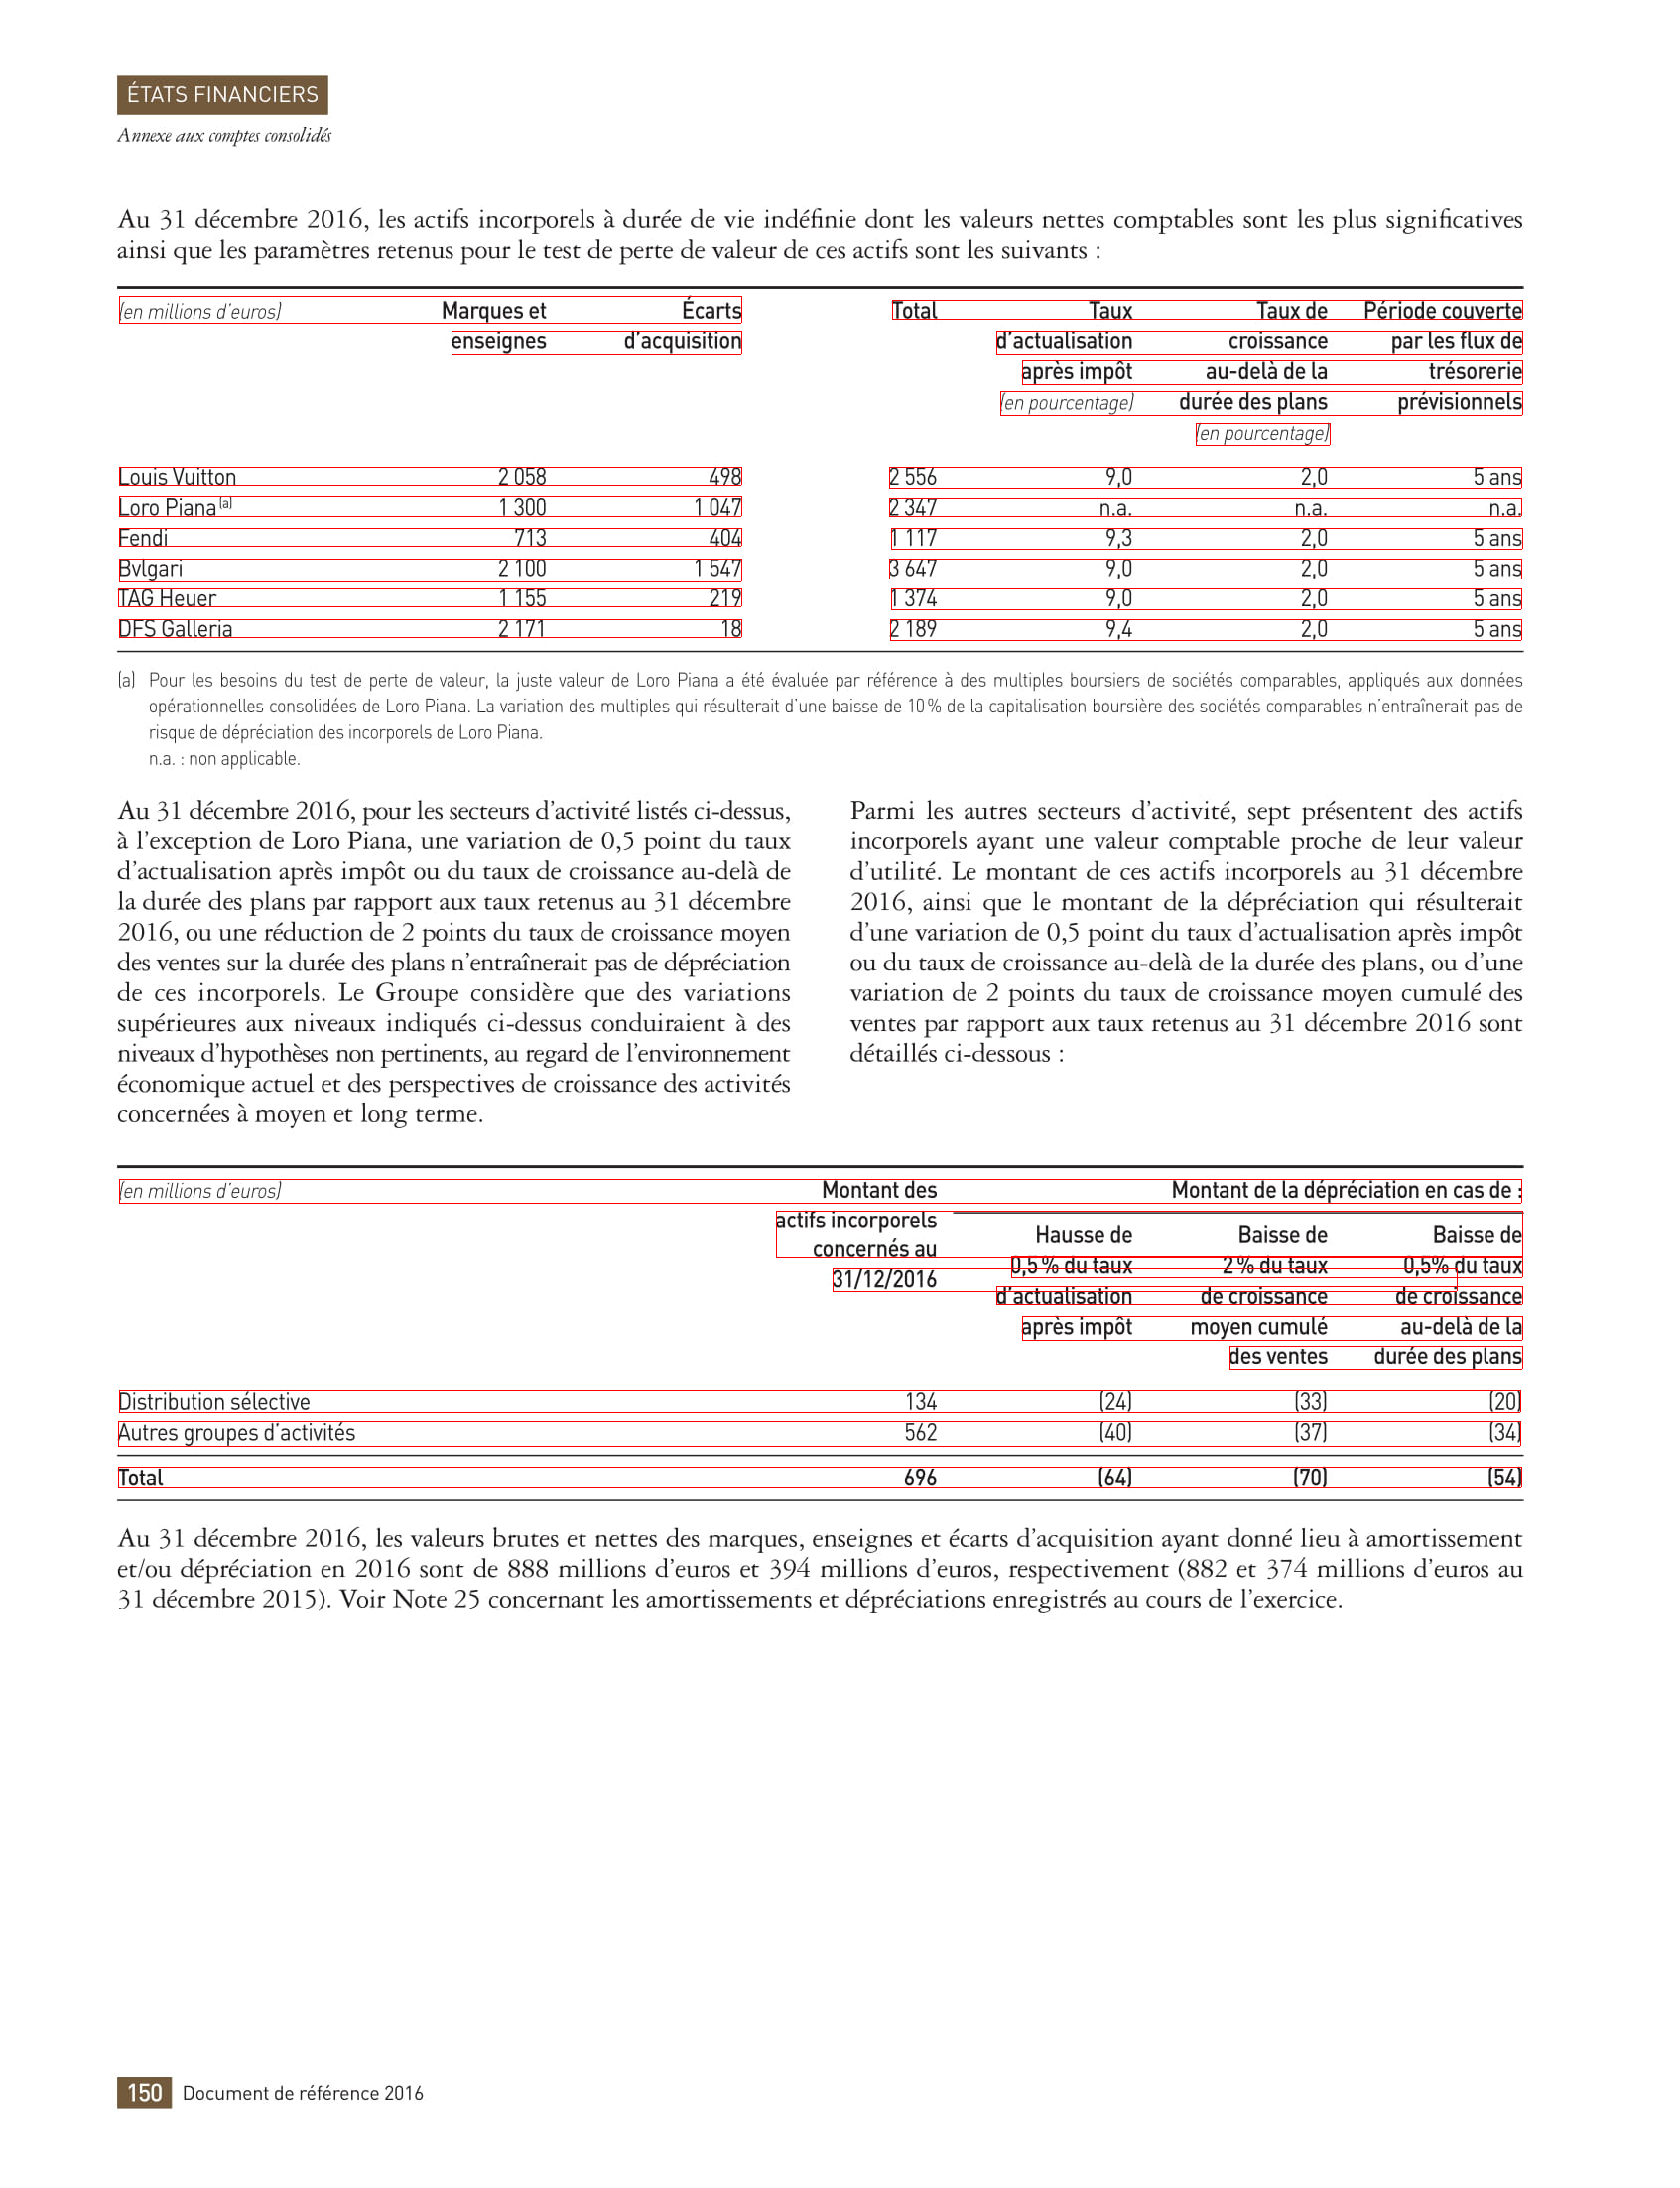 ÉTATS FINANCIERS
Annexe aux comptes consolidés
Au 31 décembre 2016, les actifs incorporels à durée de vie indéfinie dont les valeurs nettes comptables sont les plus significatives
ainsi que les paramètres retenus pour le test de perte de valeur de ces actifs sont les suivants :
(en millions d'euros) Marques et Écarts Total Taux Taux de Période couverte
enseignes d'acquisition d'actualisation croissance par les flux de
après impôt au-delà de la trésorerie
(en pourcentage) durée des plans prévisionnels
(en pourcentage)
Louis Vuitton 2 058 498 2 556 9,0 2,0 5 ans
Loro Piana (a) 1 300 1 047 2 347 n.a. n.a. n.a.
Fendi 713 404 1 117 9,3 2,0 5 ans
Bvlgari 2 100 1 547 3 647 9,0 2,0 5 ans
TAG Heuer 1 155 219 1 374 9,0 2,0 5 ans
DFS Galleria 2 171 18 2 189 9,4 2,0 5 ans
(a) Pour les besoins du test de perte de valeur, la juste valeur de Loro Piana a été évaluée par référence à des multiples boursiers de sociétés comparables, appliqués aux données
opérationnelles consolidées de Loro Piana. La variation des multiples qui résulterait d'une baisse de 10 % de la capitalisation boursière des sociétés comparables n'entraînerait pas de
risque de dépréciation des incorporels de Loro Piana.
n.a. : non applicable.
Au 31 décembre 2016, pour les secteurs d'activité listés ci-dessus,
à l'exception de Loro Piana, une variation de 0,5 point du taux
d'actualisation après impôt ou du taux de croissance au-delà de
la durée des plans par rapport aux taux retenus au 31 décembre
2016, ou une réduction de 2 points du taux de croissance moyen
des ventes sur la durée des plans n'entraînerait pas de dépréciation
de ces incorporels. Le Groupe considère que des variations
supérieures aux niveaux indiqués ci-dessus conduiraient à des
niveaux d'hypothèses non pertinents, au regard de l'environnement
économique actuel et des perspectives de croissance des activités
concernées à moyen et long terme.
Parmi les autres secteurs d'activité, sept présentent des actifs
incorporels ayant une valeur comptable proche de leur valeur
d'utilité. Le montant de ces actifs incorporels au 31 décembre
2016, ainsi que le montant de la dépréciation qui résulterait
d'une variation de 0,5 point du taux d'actualisation après impôt
ou du taux de croissance au-delà de la durée des plans, ou d'une
variation de 2 points du taux de croissance moyen cumulé des
ventes par rapport aux taux retenus au 31 décembre 2016 sont
détaillés ci-dessous :
(en millions d'euros) Montant des Montant de la dépréciation en cas de :
actifs incorporels
concernés au Hausse de Baisse de Baisse de
31/12/2016 0,5 % du taux 2 % du taux 0,5% du taux
d'actualisation de croissance de croissance
après impôt moyen cumulé au-delà de la
des ventes durée des plans
Distribution sélective 134 (24) (33) (20)
Autres groupes d'activités 562 (40) (37) (34)
Total 696 (64) (70) (54)
Au 31 décembre 2016, les valeurs brutes et nettes des marques, enseignes et écarts d'acquisition ayant donné lieu à amortissement
et/ou dépréciation en 2016 sont de 888 millions d'euros et 394 millions d'euros, respectivement (882 et 374 millions d'euros au
31 décembre 2015). Voir Note 25 concernant les amortissements et dépréciations enregistrés au cours de l'exercice.
150 Document de référence 2016